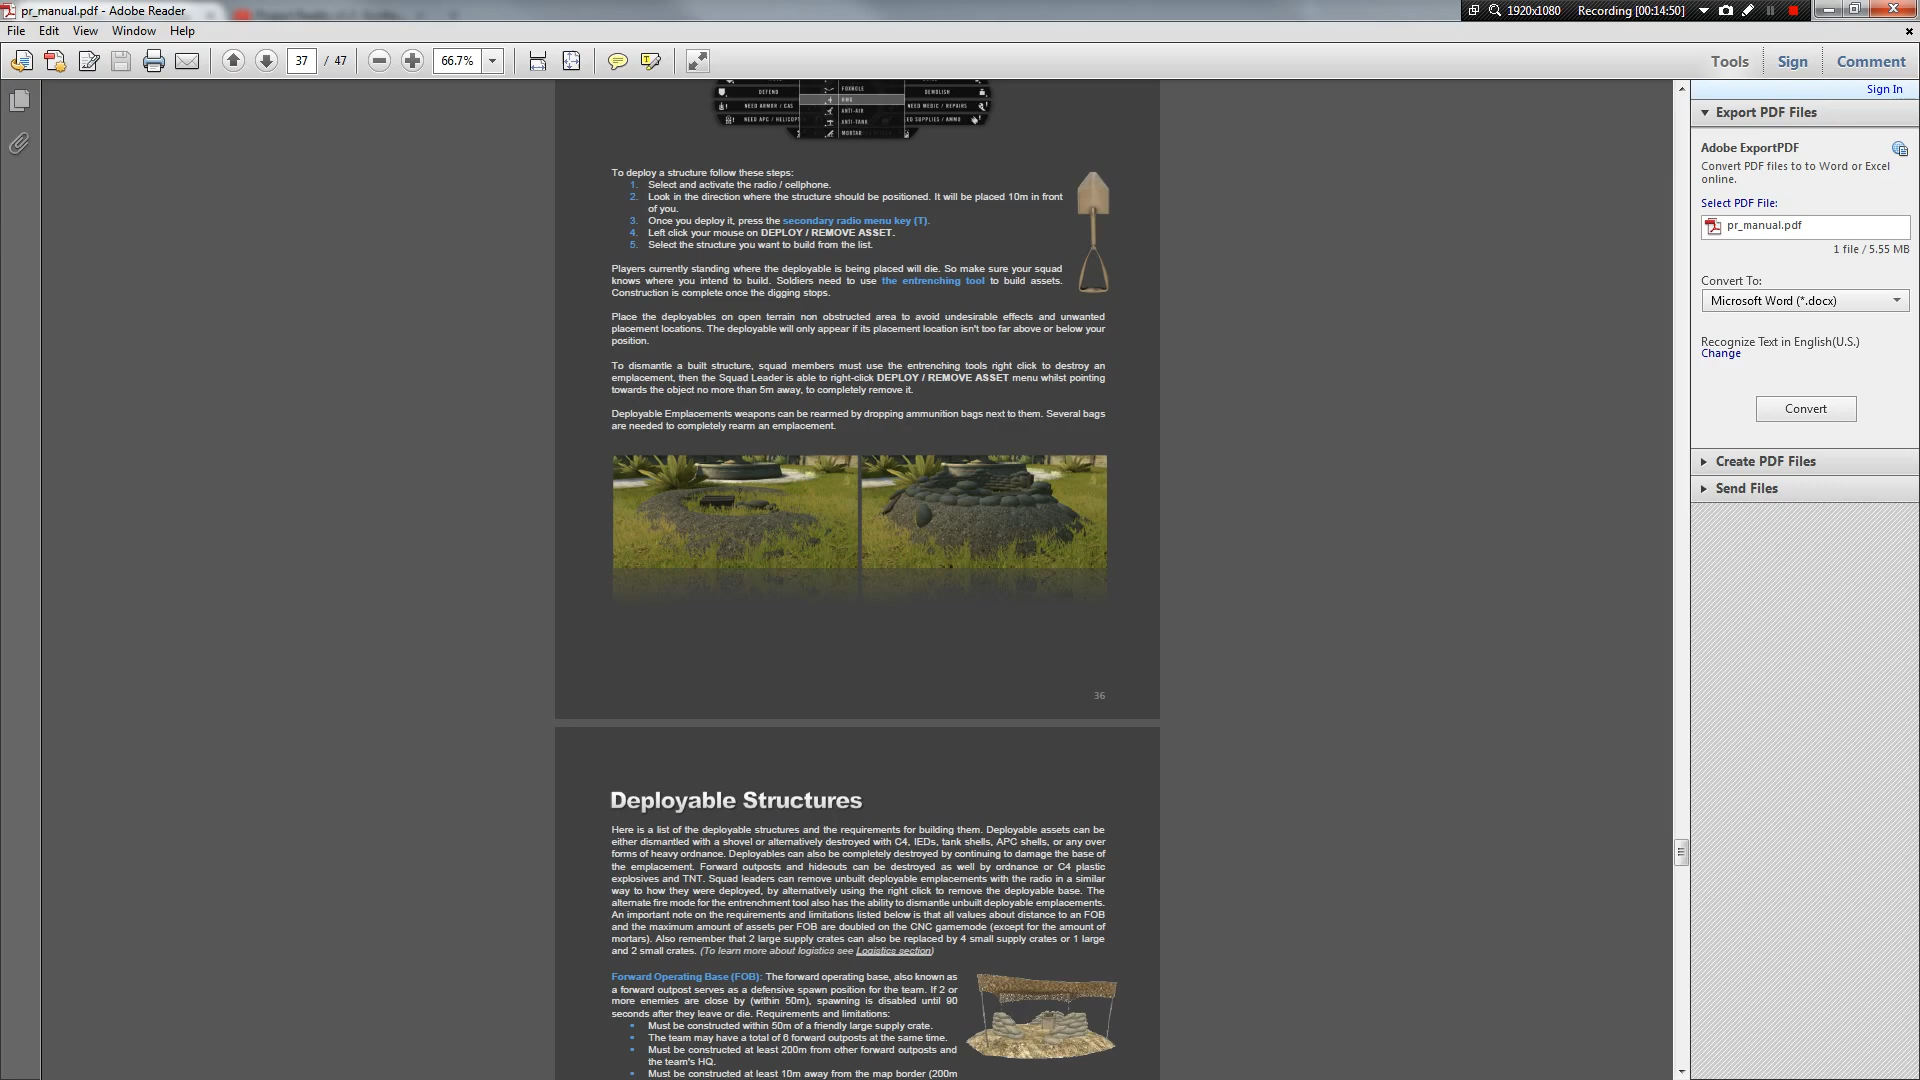 pr_manual.pdf - Adobe Reader
1920x1080
Recording [00:14:50]
File Edit View Window Help
37 / 47
66.7%
Tools
Sign
Comment
DEFEND
FOXHOLE
DEMOLISH
HMG
NEED ARMOR / CAS
ANTI-AIR
NEED MEDIC / REPAIRS
NEED APC / HELICOPT
ANTI-TANK
ED SUPPLIES / AMMO
MORTAR
To deploy a structure follow these steps:
1. Select and activate the radio / cellphone.
2. Look in the direction where the structure should be positioned. It will be placed 10m in front
of you.
3. Once you deploy it, press the secondary radio menu key (T).
4. Left click your mouse on DEPLOY / REMOVE ASSET.
5. Select the structure you want to build from the list.
Players currently standing where the deployable is being placed will die. So make sure your squad
knows where you intend to build. Soldiers need to use the entrenching tool to build assets.
Construction is complete once the digging stops.
Place the deployables on open terrain non obstructed area to avoid undesirable effects and unwanted
placement locations. The deployable will only appear if its placement location isn't too far above or below your
position.
To dismantle a built structure, squad members must use the entrenching tools right click to destroy an
emplacement, then the Squad Leader is able to right-click DEPLOY / REMOVE ASSET menu whilst pointing
towards the object no more than 5m away, to completely remove it.
Deployable Emplacements weapons can be rearmed by dropping ammunition bags next to them. Several bags
are needed to completely rearm an emplacement.
36
Deployable Structures
Here is a list of the deployable structures and the requirements for building them. Deployable assets can be
either dismantled with a shovel or alternatively destroyed with C4, IEDs, tank shells, APC shells, or any over
forms of heavy ordnance. Deployables can also be completely destroyed by continuing to damage the base of
the emplacement. Forward outposts and hideouts can be destroyed as well by ordnance or C4 plastic
explosives and TNT. Squad leaders can remove unbuilt deployable emplacements with the radio in a similar
way to how they were deployed, by alternatively using the right click to remove the deployable base. The
alternate fire mode for the entrenchment tool also has the ability to dismantle unbuilt deployable emplacements.
An important note on the requirements and limitations listed below is that all values about distance to an FOB
and the maximum amount of assets per FOB are doubled on the CNC gamemode (except for the amount of
mortars). Also remember that 2 large supply crates can also be replaced by 4 small supply crates or 1 large
and 2 small crates. (To learn more about logistics see Logistics section)
Forward Operating Base (FOB): The forward operating base, also known as
a forward outpost serves as a defensive spawn position for the team. If 2 or
more enemies are close by (within 50m), spawning is disabled until 90
seconds after they leave or die. Requirements and limitations:
• Must be constructed within 50m of a friendly large supply crate.
• The team may have a total of 6 forward outposts at the same time.
• Must be constructed at least 200m from other forward outposts and
the team's HQ.
• Must be constructed at least 10m away from the map border (200m
Sign In
Export PDF Files
Adobe ExportPDF
Convert PDF files to to Word or Excel
online.
Select PDF File:
pr_manual.pdf
1 file / 5.55 MB
Convert To:
Microsoft Word (*.docx)
Recognize Text in English(U.S.)
Change
Convert
Create PDF Files
Send Files